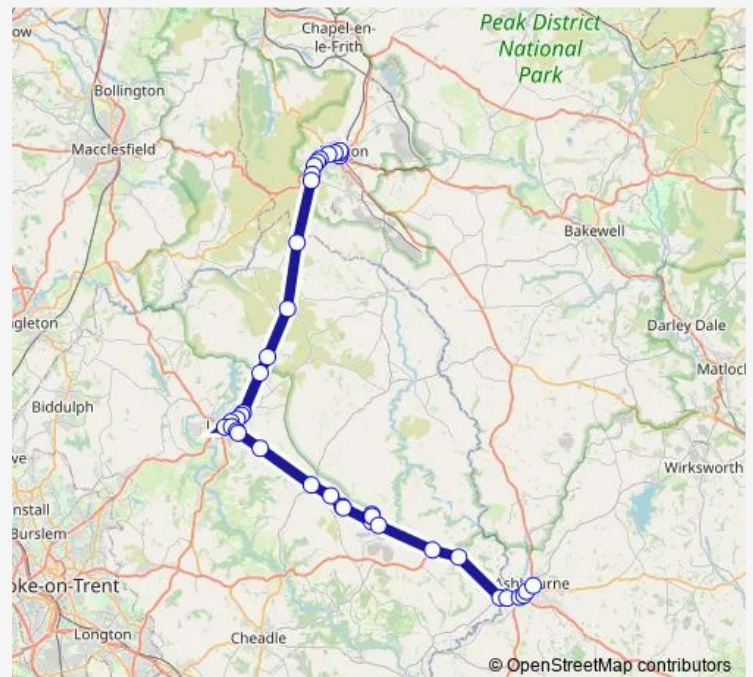 Peak District
National
Park
Chapel-en-
le-Frith
Bollington
Macclesfield
Bakewell
Darley Dale
Biddulph
Wirksworth
Burslem
Longton
Cheadle
© OpenStreetMap contributors